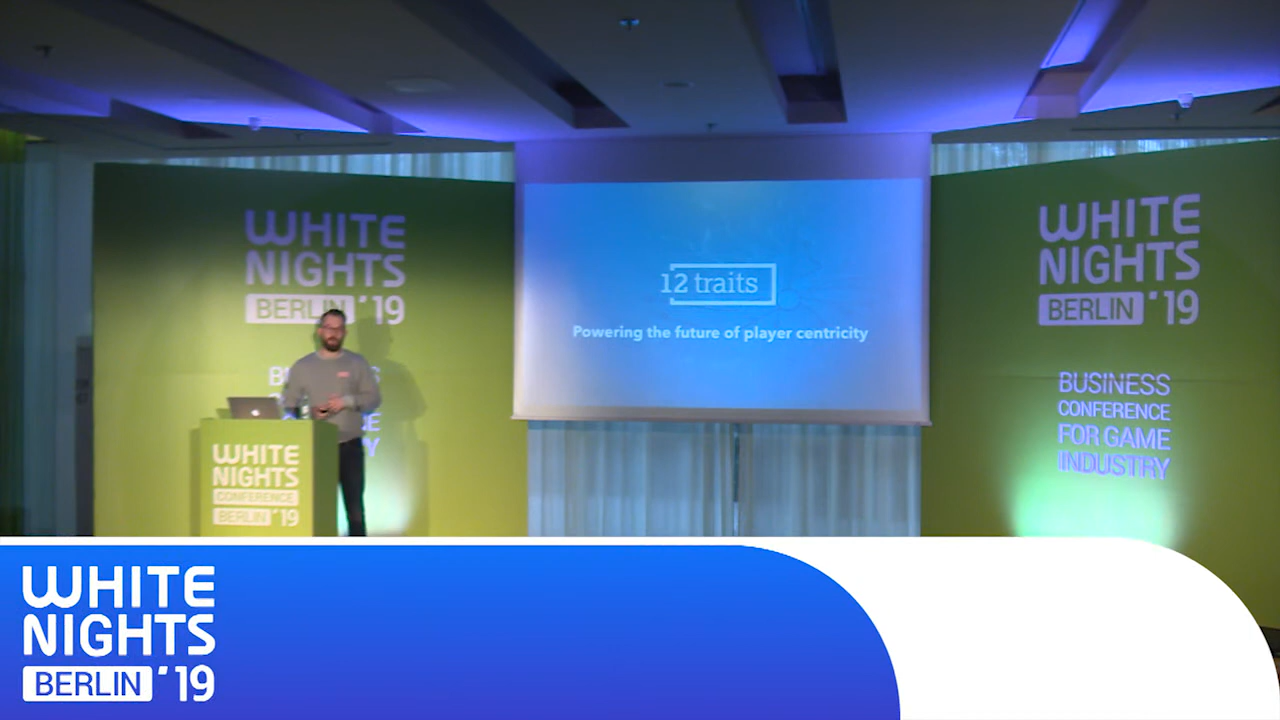 WHITE
NIGHTS
BERLIN '19
WHITE
NIGHTS
CONFERENCE
BERLIN '19
12 traits
Powering the future of player centricity
WHITE
NIGHTS
BERLIN '19
BUSINESS
CONFERENCE
FOR GAME
INDUSTRY
WHITE
NIGHTS
BERLIN '19